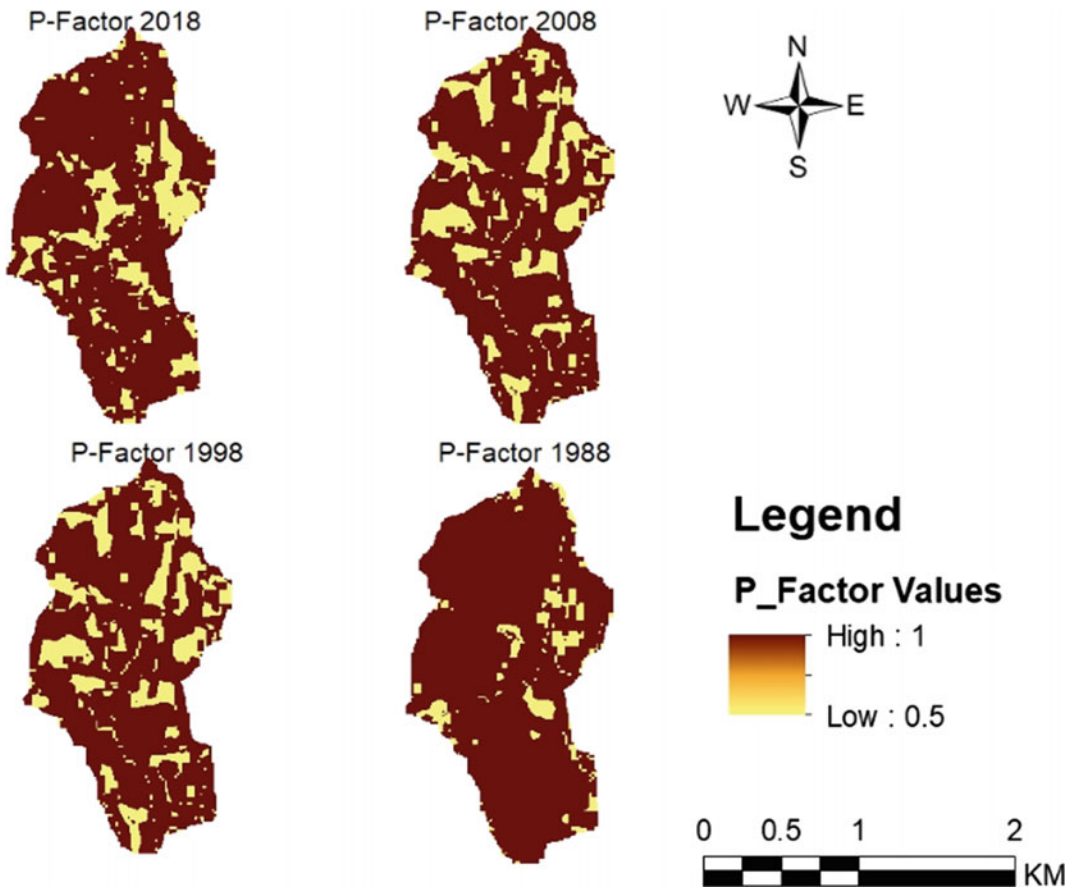 P-Factor 2018
P-Factor 2008
N
W E
S
P-Factor 1998
P-Factor 1988
Legend
P_Factor Values
High : 1
Low : 0.5
0 0.5 1 2
KM